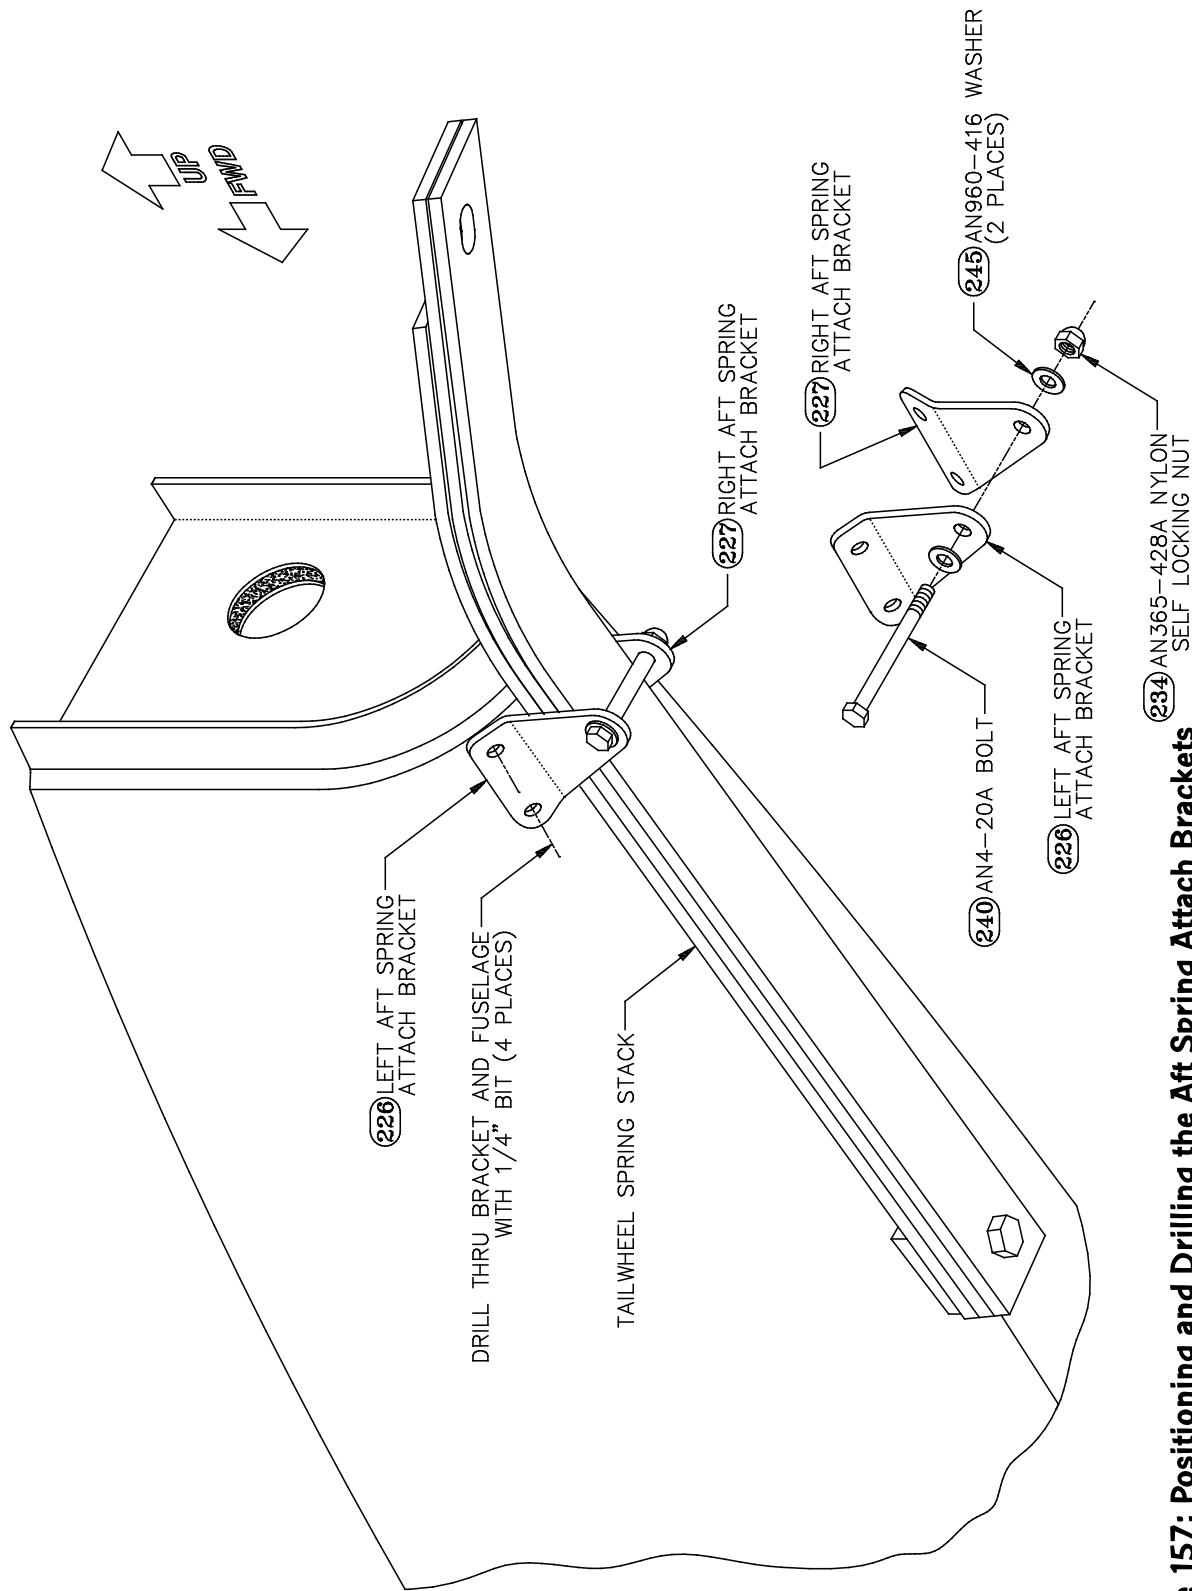 UP
FWD
226 LEFT AFT SPRING
ATTACH BRACKET
DRILL THRU BRACKET AND FUSELAGE
WITH 1/4" BIT (4 PLACES)
TAILWHEEL SPRING STACK
227 RIGHT AFT SPRING
ATTACH BRACKET
227 RIGHT AFT SPRING
ATTACH BRACKET
245 AN960-416 WASHER
(2 PLACES)
240 AN4-20A BOLT
226 LEFT AFT SPRING
ATTACH BRACKET
234 AN365-428A NYLON
SELF LOCKING NUT
157: Positioning and Drilling the Aft Spring Attach Brackets